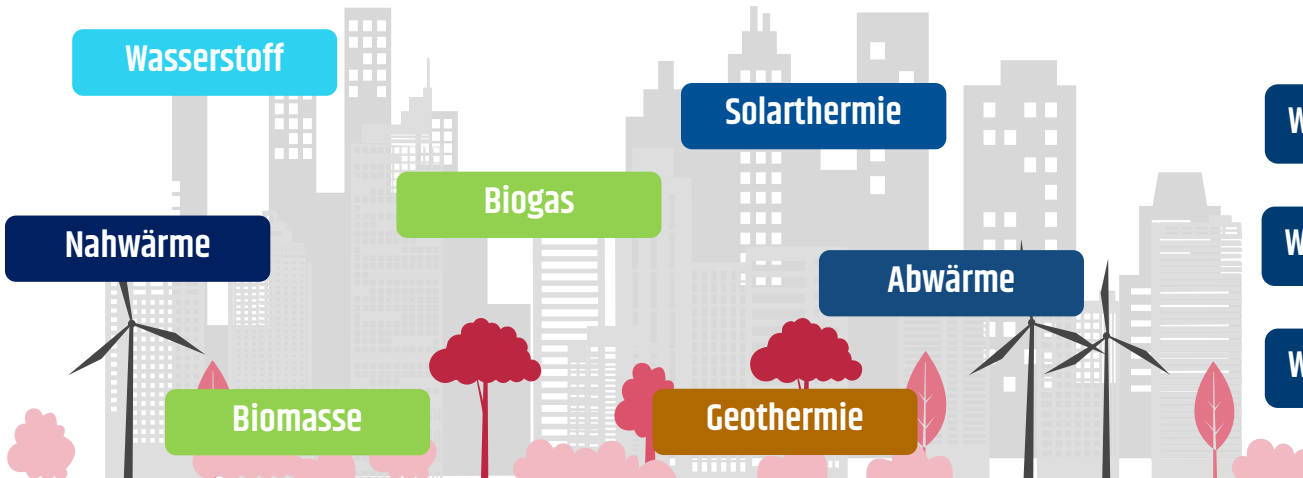 Wasserstoff
Solarthermie
Biogas
Nahwärme
Abwärme
Biomasse
Geothermie
W
W
W